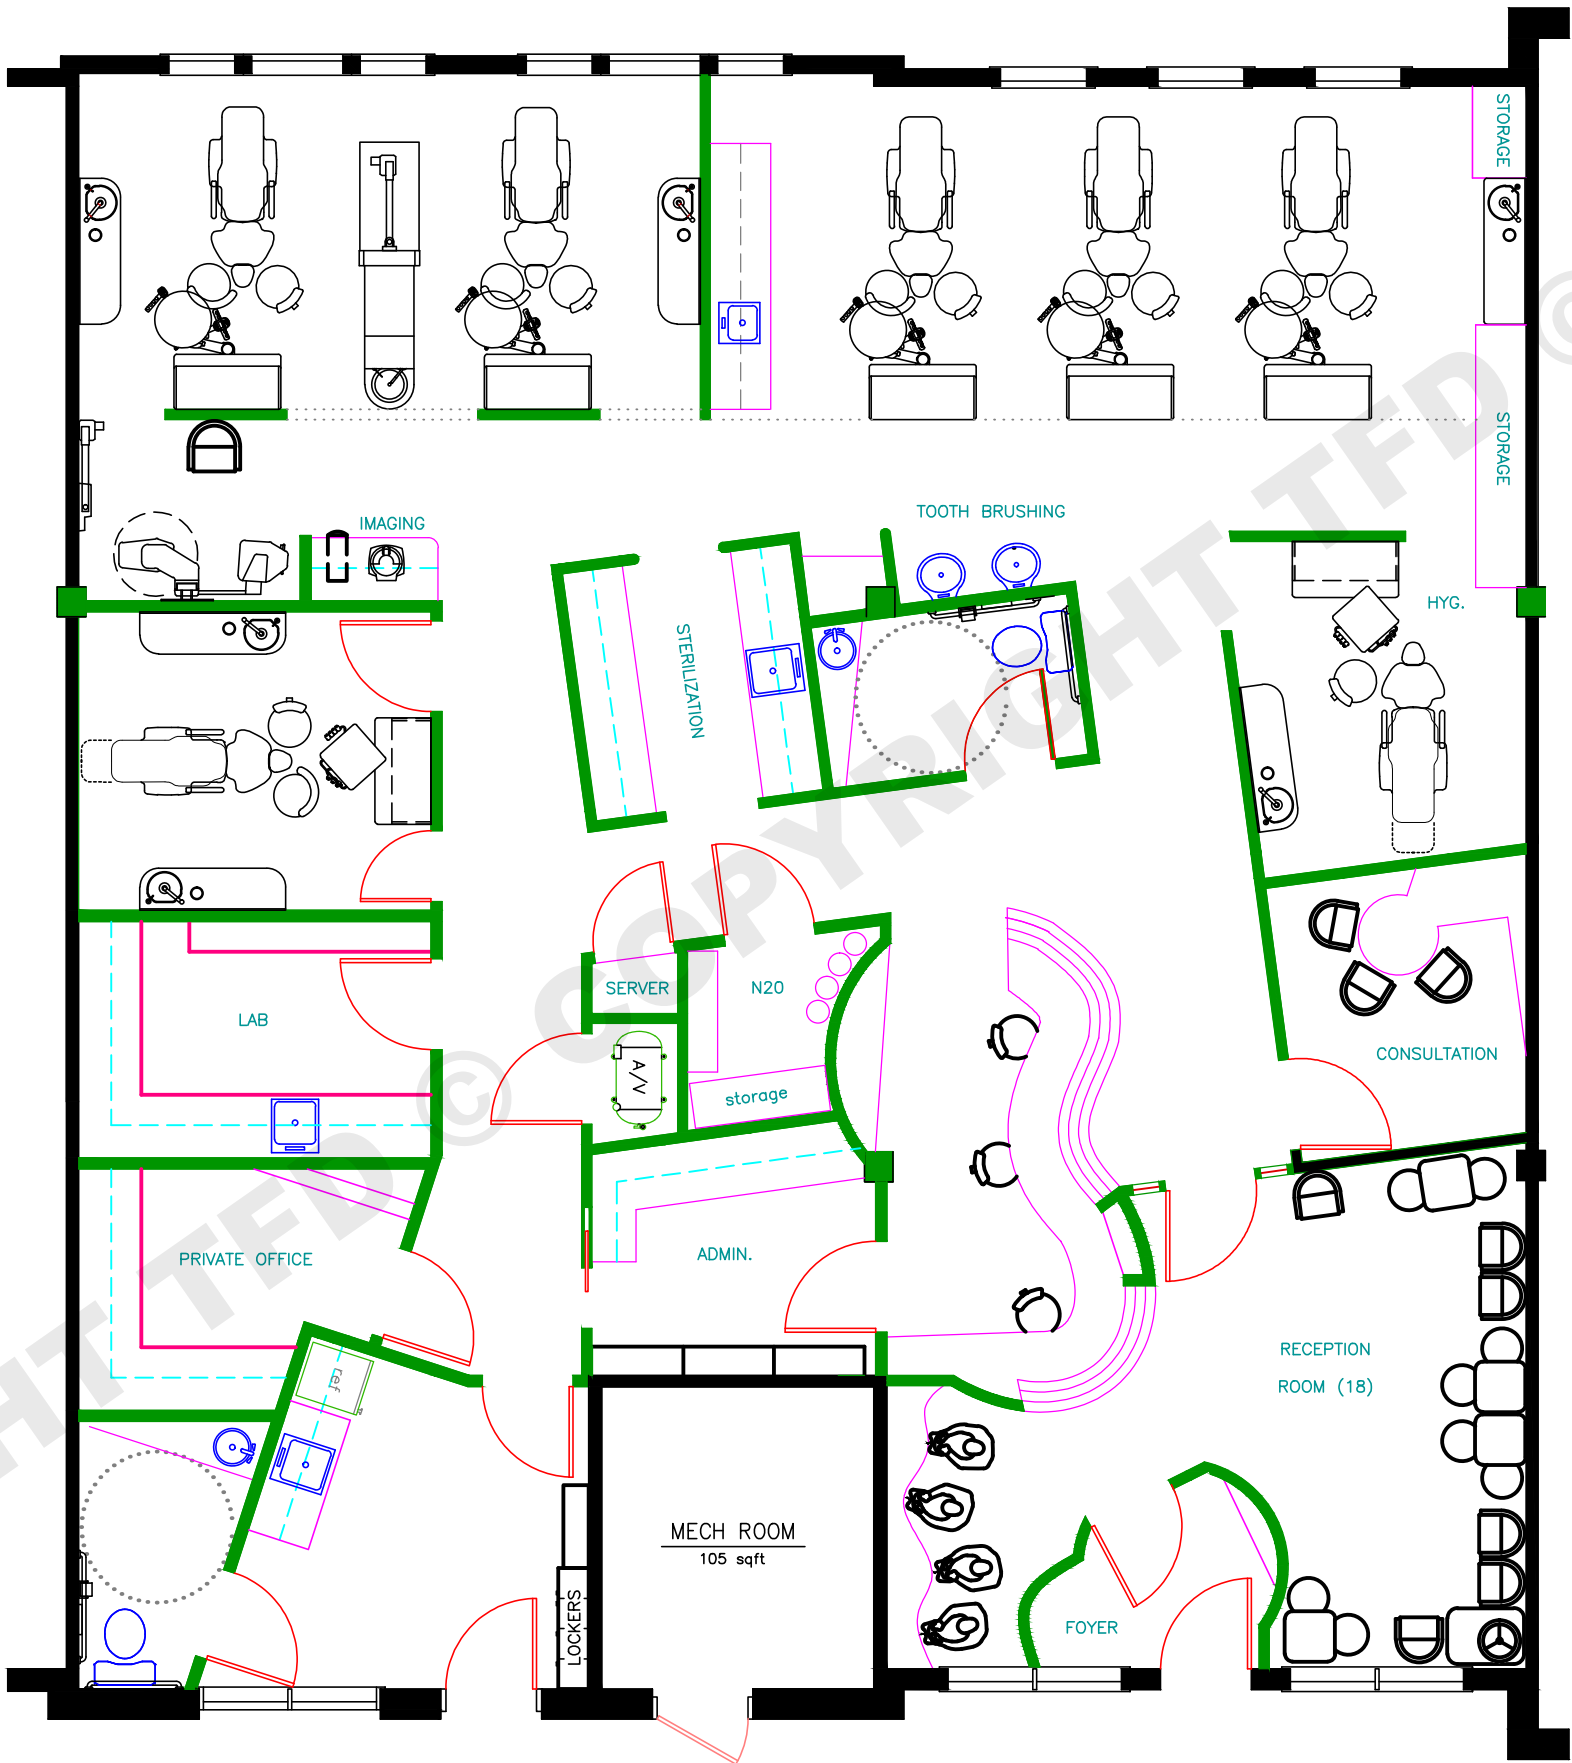 STORAGE
STORAGE
IMAGING
TOOTH BRUSHING
HYG.
STERILIZATION
SERVER
N20
LAB
A/V
storage
CONSULTATION
PRIVATE OFFICE
ADMIN.
RECEPTION
ROOM (18)
ref
MECH ROOM
105 sqft
LOCKERS
FOYER
HT TFD © COPYRIGHT TFD ©